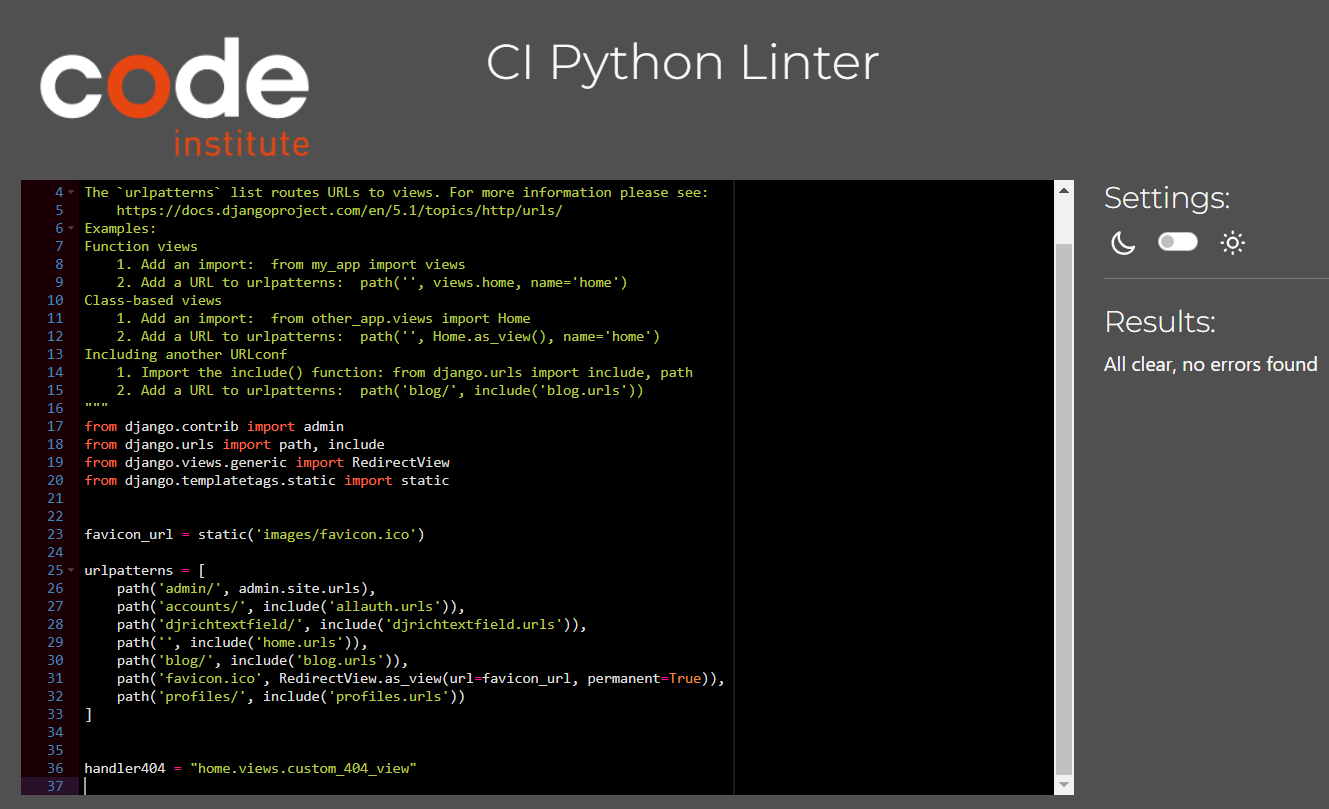 code
institute
CI Python Linter
4 The `urlpatterns` list routes URLs to views. For more information please see:
5     https://docs.djangoproject.com/en/5.1/topics/http/urls/
6 Examples:
7 Function views
8     1. Add an import:  from my_app import views
9     2. Add a URL to urlpatterns:  path('', views.home, name='home')
10 Class-based views
11     1. Add an import:  from other_app.views import Home
12     2. Add a URL to urlpatterns:  path('', Home.as_view(), name='home')
13 Including another URLconf
14     1. Import the include() function: from django.urls import include, path
15     2. Add a URL to urlpatterns:  path('blog/', include('blog.urls'))
16 """
17 from django.contrib import admin
18 from django.urls import path, include
19 from django.views.generic import RedirectView
20 from django.templatetags.static import static
21
22
23 favicon_url = static('images/favicon.ico')
24
25 urlpatterns = [
26     path('admin/', admin.site.urls),
27     path('accounts/', include('allauth.urls')),
28     path('djrichtextfield/', include('djrichtextfield.urls')),
29     path('', include('home.urls')),
30     path('blog/', include('blog.urls')),
31     path('favicon.ico', RedirectView.as_view(url=favicon_url, permanent=True)),
32     path('profiles/', include('profiles.urls'))
33 ]
34
35
36 handler404 = "home.views.custom_404_view"
37
Settings:
Results:
All clear, no errors found